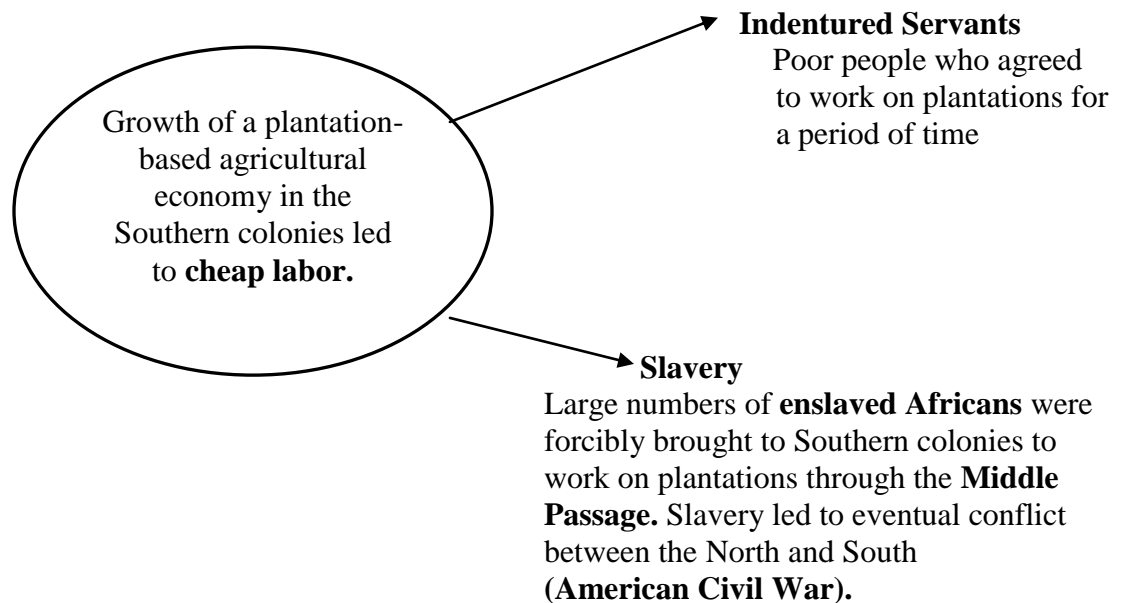 Growth of a plantation-
based agricultural
economy in the
Southern colonies led
to cheap labor.
Indentured Servants
Poor people who agreed
to work on plantations for
a period of time
Slavery
Large numbers of enslaved Africans were
forcibly brought to Southern colonies to
work on plantations through the Middle
Passage. Slavery led to eventual conflict
between the North and South
(American Civil War).